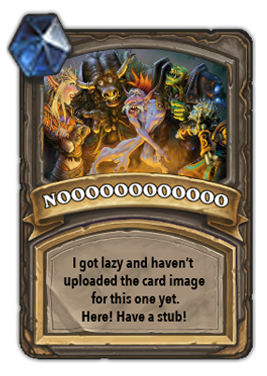 NOOOOOOOOOOOO
I got lazy and haven't
uploaded the card image
for this one yet.
Here! Have a stub!